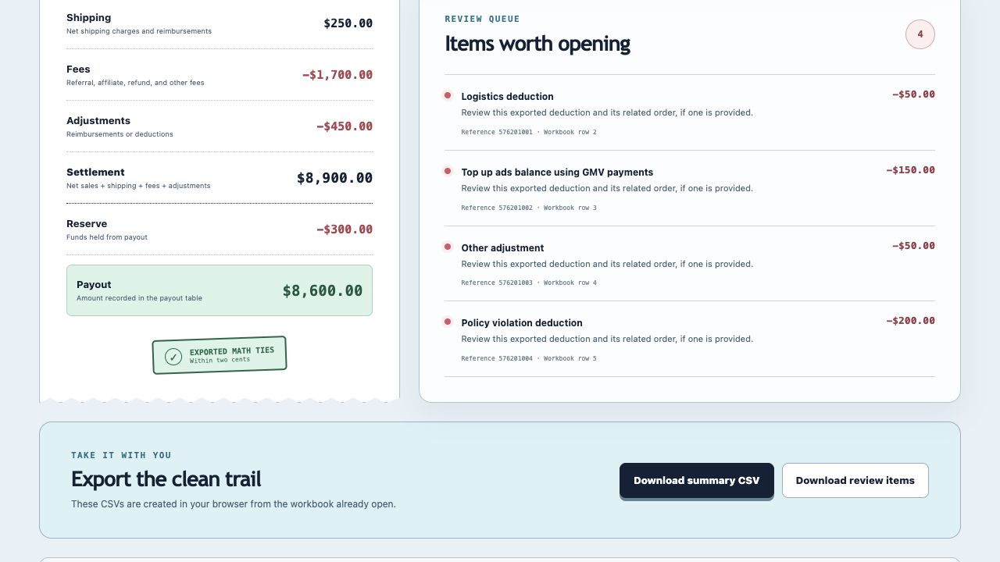 Shipping
Net shipping charges and reimbursements
$250.00
Fees
Referral, affiliate, refund, and other fees
−$1,700.00
Adjustments
Reimbursements or deductions
−$450.00
Settlement
Net sales + shipping + fees + adjustments
$8,900.00
Reserve
Funds held from payout
−$300.00
Payout
Amount recorded in the payout table
$8,600.00
✓
EXPORTED MATH TIES
Within two cents
REVIEW QUEUE
Items worth opening
4
Logistics deduction
−$50.00
Review this exported deduction and its related order, if one is provided.
Reference 576201001 · Workbook row 2
Top up ads balance using GMV payments
−$150.00
Review this exported deduction and its related order, if one is provided.
Reference 576201002 · Workbook row 3
Other adjustment
−$50.00
Review this exported deduction and its related order, if one is provided.
Reference 576201003 · Workbook row 4
Policy violation deduction
−$200.00
Review this exported deduction and its related order, if one is provided.
Reference 576201004 · Workbook row 5
TAKE IT WITH YOU
Export the clean trail
These CSVs are created in your browser from the workbook already open.
Download summary CSV
Download review items